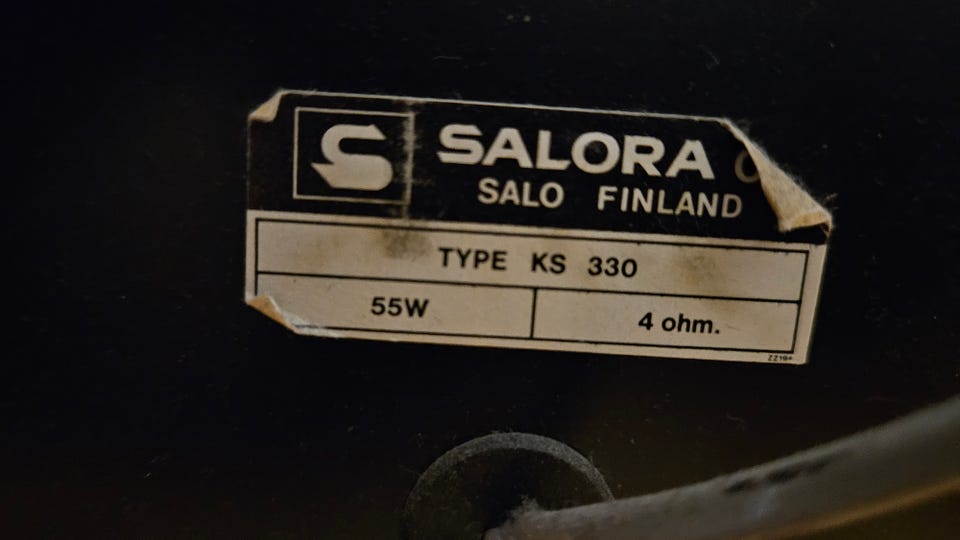 SALORA
SALO FINLAND
TYPE KS 330
55W
4 ohm.